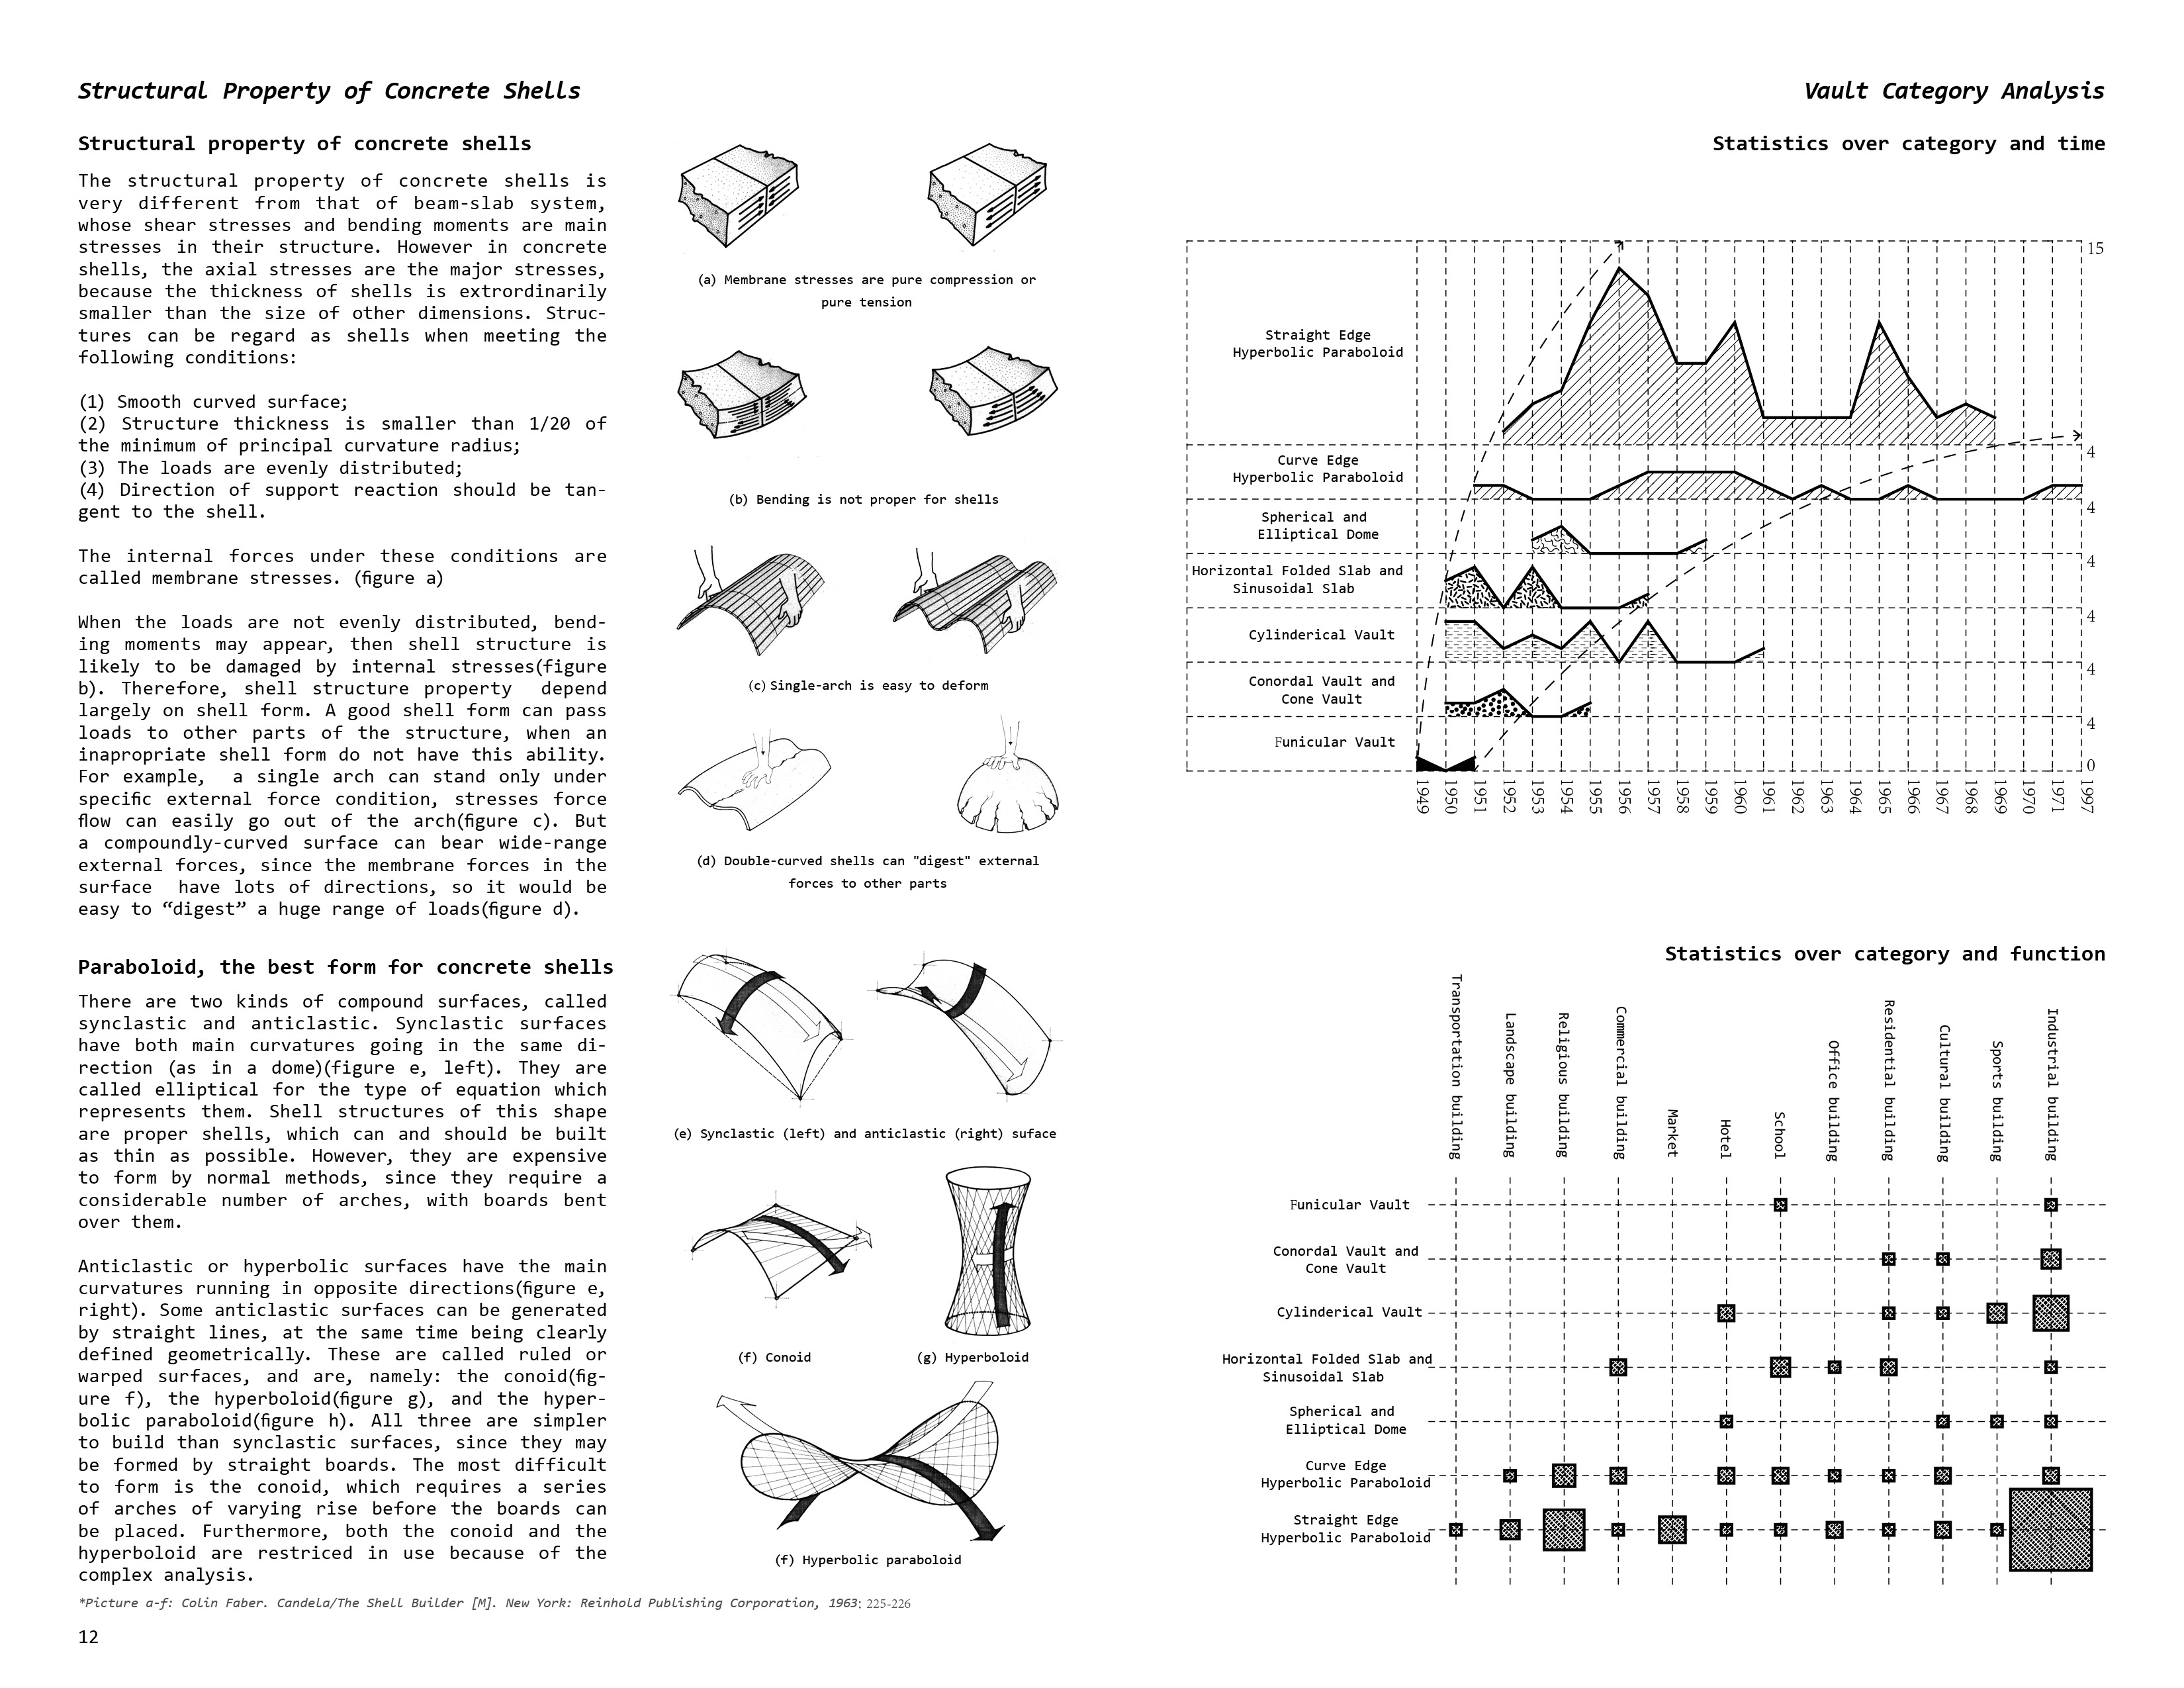 Structural Property of Concrete Shells
Structural property of concrete shells
The structural property of concrete shells is
very different from that of beam-slab system,
whose shear stresses and bending moments are main
stresses in their structure. However in concrete
shells, the axial stresses are the major stresses,
because the thickness of shells is extrordinarily
smaller than the size of other dimensions. Struc-
tures can be regard as shells when meeting the
following conditions:
(1) Smooth curved surface;
(2) Structure thickness is smaller than 1/20 of
the minimum of principal curvature radius;
(3) The loads are evenly distributed;
(4) Direction of support reaction should be tan-
gent to the shell.
The internal forces under these conditions are
called membrane stresses. (figure a)
When the loads are not evenly distributed, bend-
ing moments may appear, then shell structure is
likely to be damaged by internal stresses(figure
b). Therefore, shell structure property depend
largely on shell form. A good shell form can pass
loads to other parts of the structure, when an
inapropriate shell form do not have this ability.
For example, a single arch can stand only under
specific external force condition, stresses force
flow can easily go out of the arch(figure c). But
a compoundly-curved surface can bear wide-range
external forces, since the membrane forces in the
surface have lots of directions, so it would be
easy to “digest” a huge range of loads(figure d).
Paraboloid, the best form for concrete shells
There are two kinds of compound surfaces, called
synclastic and anticlastic. Synclastic surfaces
have both main curvatures going in the same di-
rection (as in a dome)(figure e, left). They are
called elliptical for the type of equation which
represents them. Shell structures of this shape
are proper shells, which can and should be built
as thin as possible. However, they are expensive
to form by normal methods, since they require a
considerable number of arches, with boards bent
over them.
Anticlastic or hyperbolic surfaces have the main
curvatures running in opposite directions(figure e,
right). Some anticlastic surfaces can be generated
by straight lines, at the same time being clearly
defined geometrically. These are called ruled or
warped surfaces, and are, namely: the conoid(fig-
ure f), the hyperboloid(figure g), and the hyper-
bolic paraboloid(figure h). All three are simpler
to build than synclastic surfaces, since they may
be formed by straight boards. The most difficult
to form is the conoid, which requires a series
of arches of varying rise before the boards can
be placed. Furthermore, both the conoid and the
hyperboloid are restriced in use because of the
complex analysis.
*Picture a-f: Colin Faber. Candela/The Shell Builder [M]. New York: Reinhold Publishing Corporation, 1963: 225-226
12
(a) Membrane stresses are pure compression or
pure tension
(b) Bending is not proper for shells
(c) Single-arch is easy to deform
(d) Double-curved shells can "digest" external
forces to other parts
(e) Synclastic (left) and anticlastic (right) suface
(f) Conoid
(g) Hyperboloid
(f) Hyperbolic paraboloid
Vault Category Analysis
Statistics over category and time
15
Straight Edge
Hyperbolic Paraboloid
4
Curve Edge
Hyperbolic Paraboloid
4
Spherical and
Elliptical Dome
4
Horizontal Folded Slab and
Sinusoidal Slab
4
Cylinderical Vault
4
Conordal Vault and
Cone Vault
4
Funicular Vault
0
1949
1950
1951
1952
1953
1954
1955
1956
1957
1958
1959
1960
1961
1962
1963
1964
1965
1966
1967
1968
1969
1970
1971
1997
Statistics over category and function
Transportation building
Landscape building
Religious building
Commercial building
Market
Hotel
School
Office building
Residential building
Cultural building
Sports building
Industrial building
Funicular Vault
Conordal Vault and
Cone Vault
Cylinderical Vault
Horizontal Folded Slab and
Sinusoidal Slab
Spherical and
Elliptical Dome
Curve Edge
Hyperbolic Paraboloid
Straight Edge
Hyperbolic Paraboloid